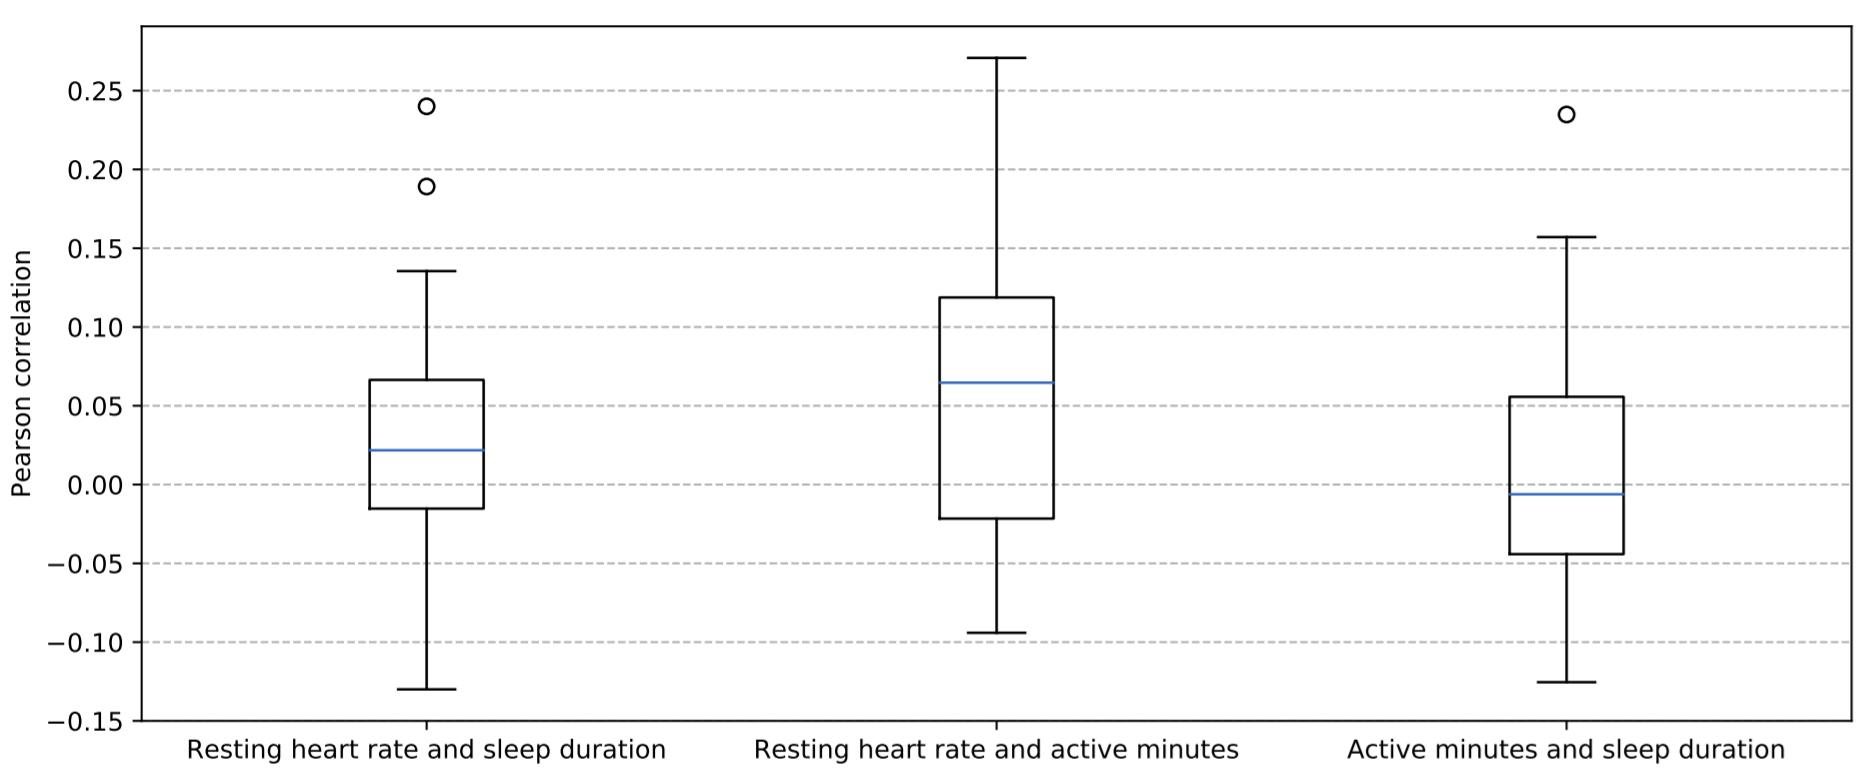 Pearson correlation
0.25
0.20
0.15
0.10
0.05
0.00
−0.05
−0.10
−0.15
Resting heart rate and sleep duration
Resting heart rate and active minutes
Active minutes and sleep duration